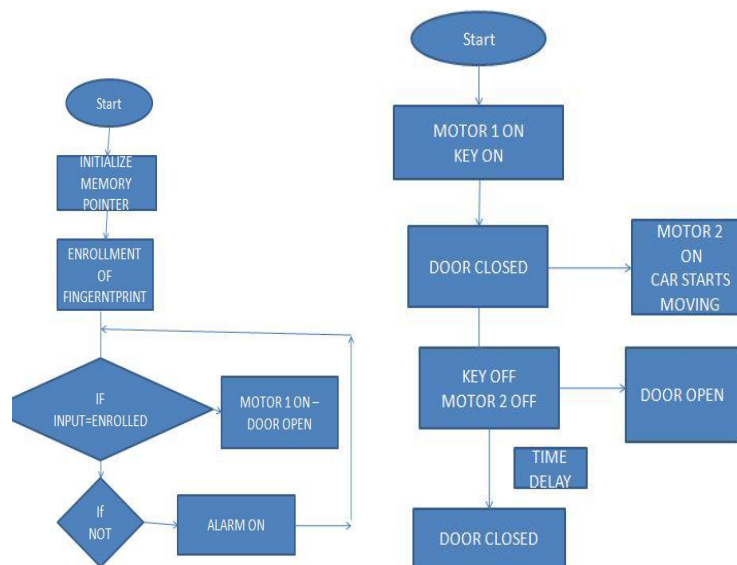 Start
INITIALIZE
MEMORY
POINTER
ENROLLMENT
OF
FINGERNTPRINT
IF
INPUT=ENROLLED
MOTOR 1 ON –
DOOR OPEN
If
NOT
ALARM ON
Start
MOTOR 1 ON
KEY ON
DOOR CLOSED
MOTOR 2
ON
CAR STARTS
MOVING
KEY OFF
MOTOR 2 OFF
DOOR OPEN
TIME
DELAY
DOOR CLOSED